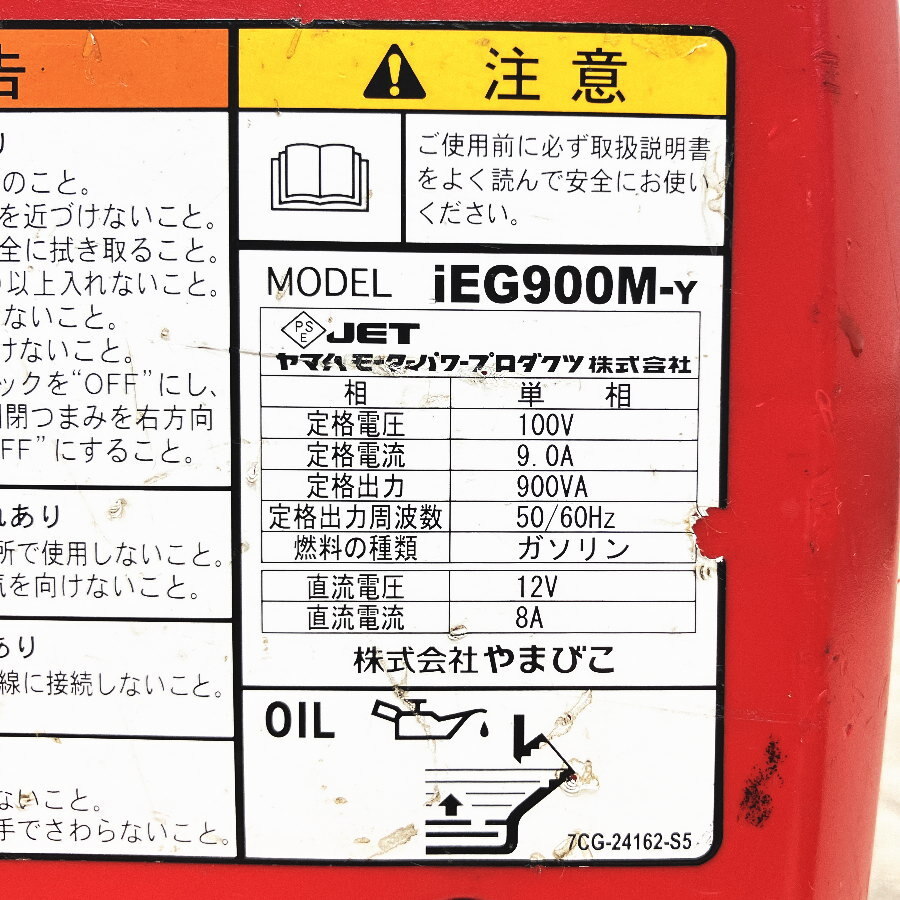 告
注意
り
のこと。
を近づけないこと。
全に拭き取ること。
以上入れないこと。
ないこと。
けないこと。
ックを“OFF”にし、
閉つまみを右方向
FF”にすること。
れあり
所で使用しないこと。
気を向けないこと。
あり
線に接続しないこと。
ないこと。
手でさわらないこと。
ご使用前に必ず取扱説明書
をよく読んで安全にお使い
ください。
MODEL iEG900M-Y
PSE JET
ヤマハモーターパワープロダクツ株式会社
相 単相
定格電圧 100V
定格電流 9.0A
定格出力 900VA
定格出力周波数 50/60Hz
燃料の種類 ガソリン
直流電圧 12V
直流電流 8A
株式会社やまびこ
OIL
7CG-24162-S5